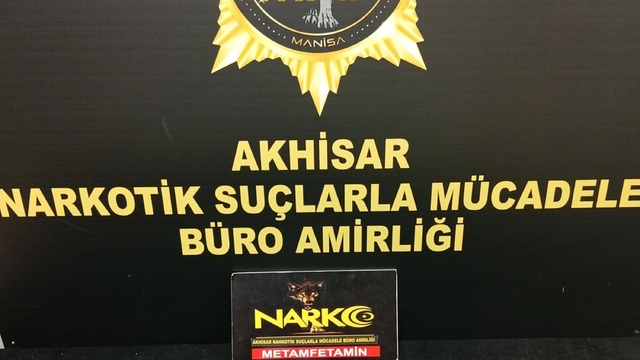 MANİSA
AKHİSAR
NARKOTİK SUÇLARLA MÜCADELE
BÜRO AMİRLİĞİ
NARKO
AKHİSAR NARKOTİK SUÇLARLA MÜCADELE BÜRO AMİRLİĞİ
METAMFETAMİN